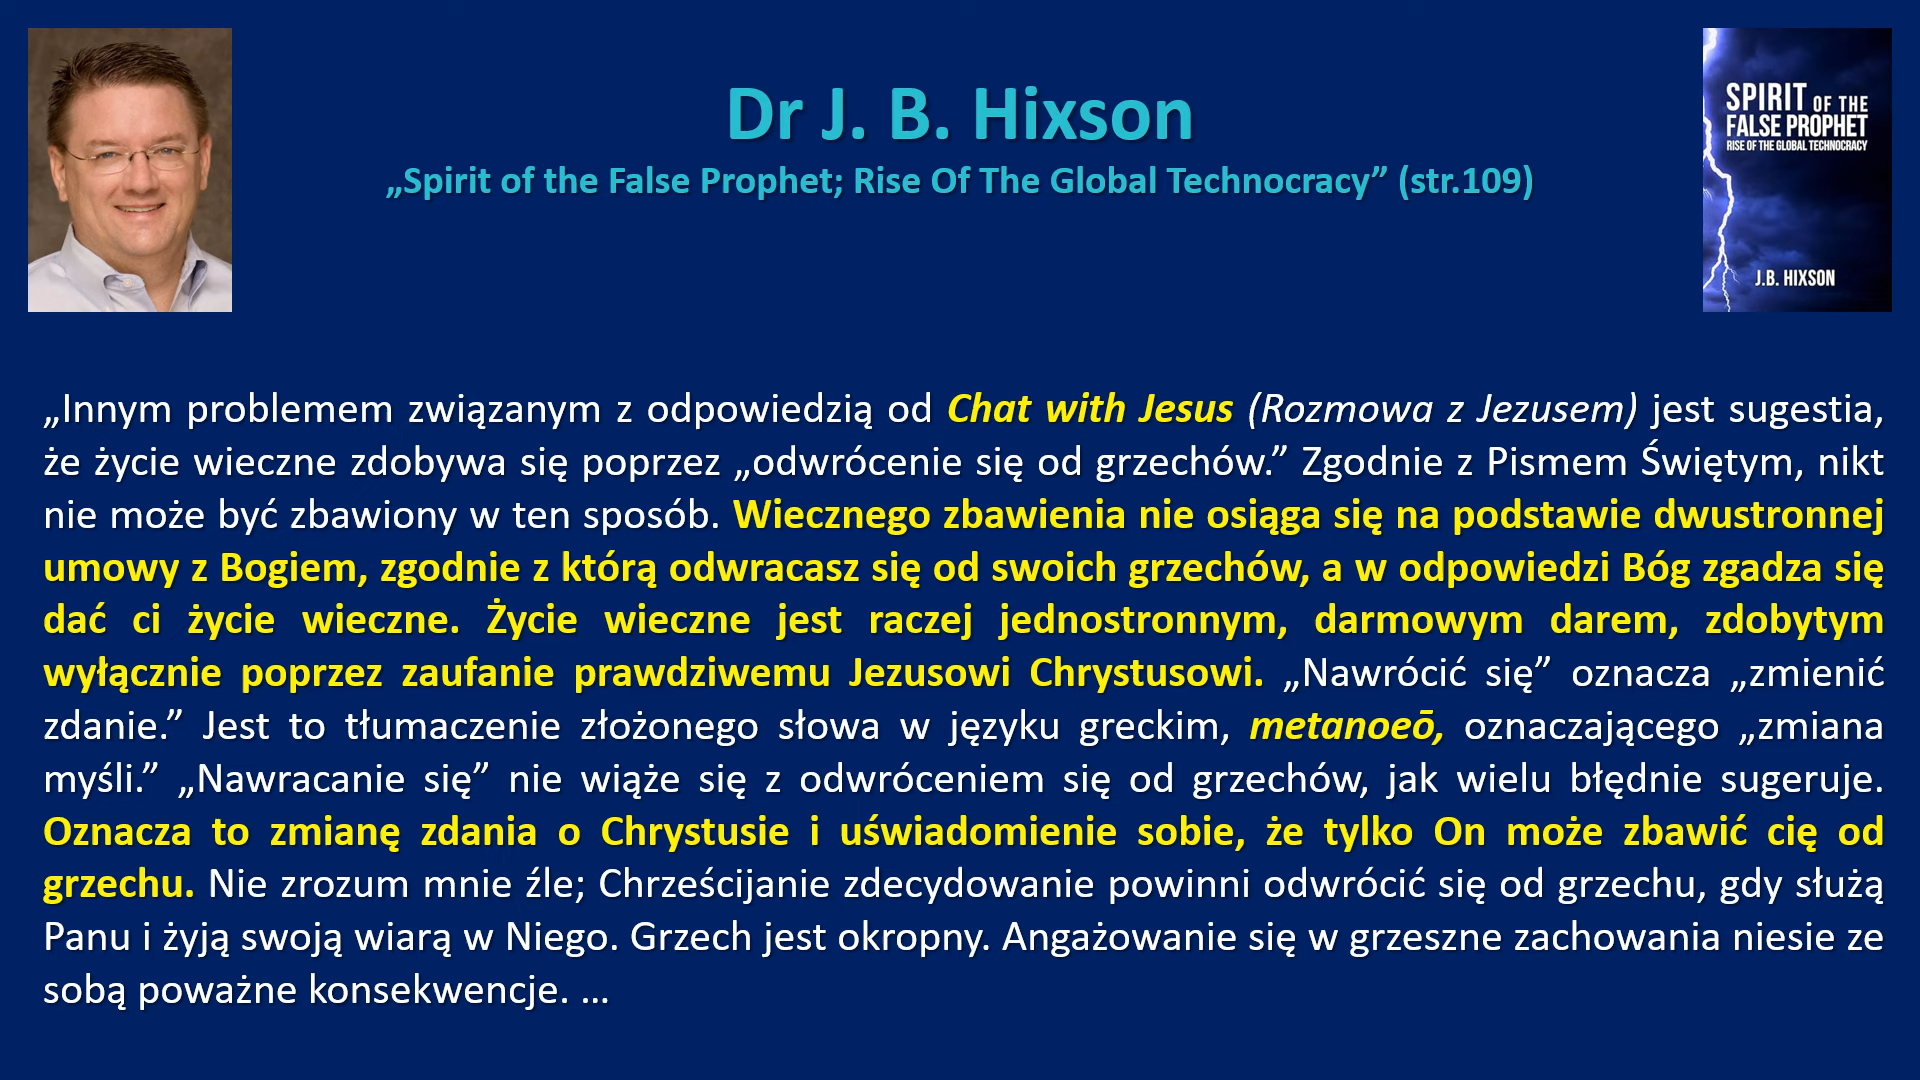 Dr J. B. Hixson
„Spirit of the False Prophet; Rise Of The Global Technocracy” (str.109)
SPIRIT OF THE
FALSE PROPHET
RISE OF THE GLOBAL TECHNOCRACY
J.B. HIXSON
„Innym problemem związanym z odpowiedzią od Chat with Jesus (Rozmowa z Jezusem) jest sugestia,
że życie wieczne zdobywa się poprzez „odwrócenie się od grzechów.” Zgodnie z Pismem Świętym, nikt
nie może być zbawiony w ten sposób. Wiecznego zbawienia nie osiąga się na podstawie dwustronnej
umowy z Bogiem, zgodnie z którą odwracasz się od swoich grzechów, a w odpowiedzi Bóg zgadza się
dać ci życie wieczne. Życie wieczne jest raczej jednostronnym, darmowym darem, zdobytym
wyłącznie poprzez zaufanie prawdziwemu Jezusowi Chrystusowi. „Nawrócić się” oznacza „zmienić
zdanie.” Jest to tłumaczenie złożonego słowa w języku greckim, metanoeō, oznaczającego „zmiana
myśli.” „Nawracanie się” nie wiąże się z odwróceniem się od grzechów, jak wielu błędnie sugeruje.
Oznacza to zmianę zdania o Chrystusie i uświadomienie sobie, że tylko On może zbawić cię od
grzechu. Nie zrozum mnie źle; Chrześcijanie zdecydowanie powinni odwrócić się od grzechu, gdy służą
Panu i żyją swoją wiarą w Niego. Grzech jest okropny. Angażowanie się w grzeszne zachowania niesie ze
sobą poważne konsekwencje. …